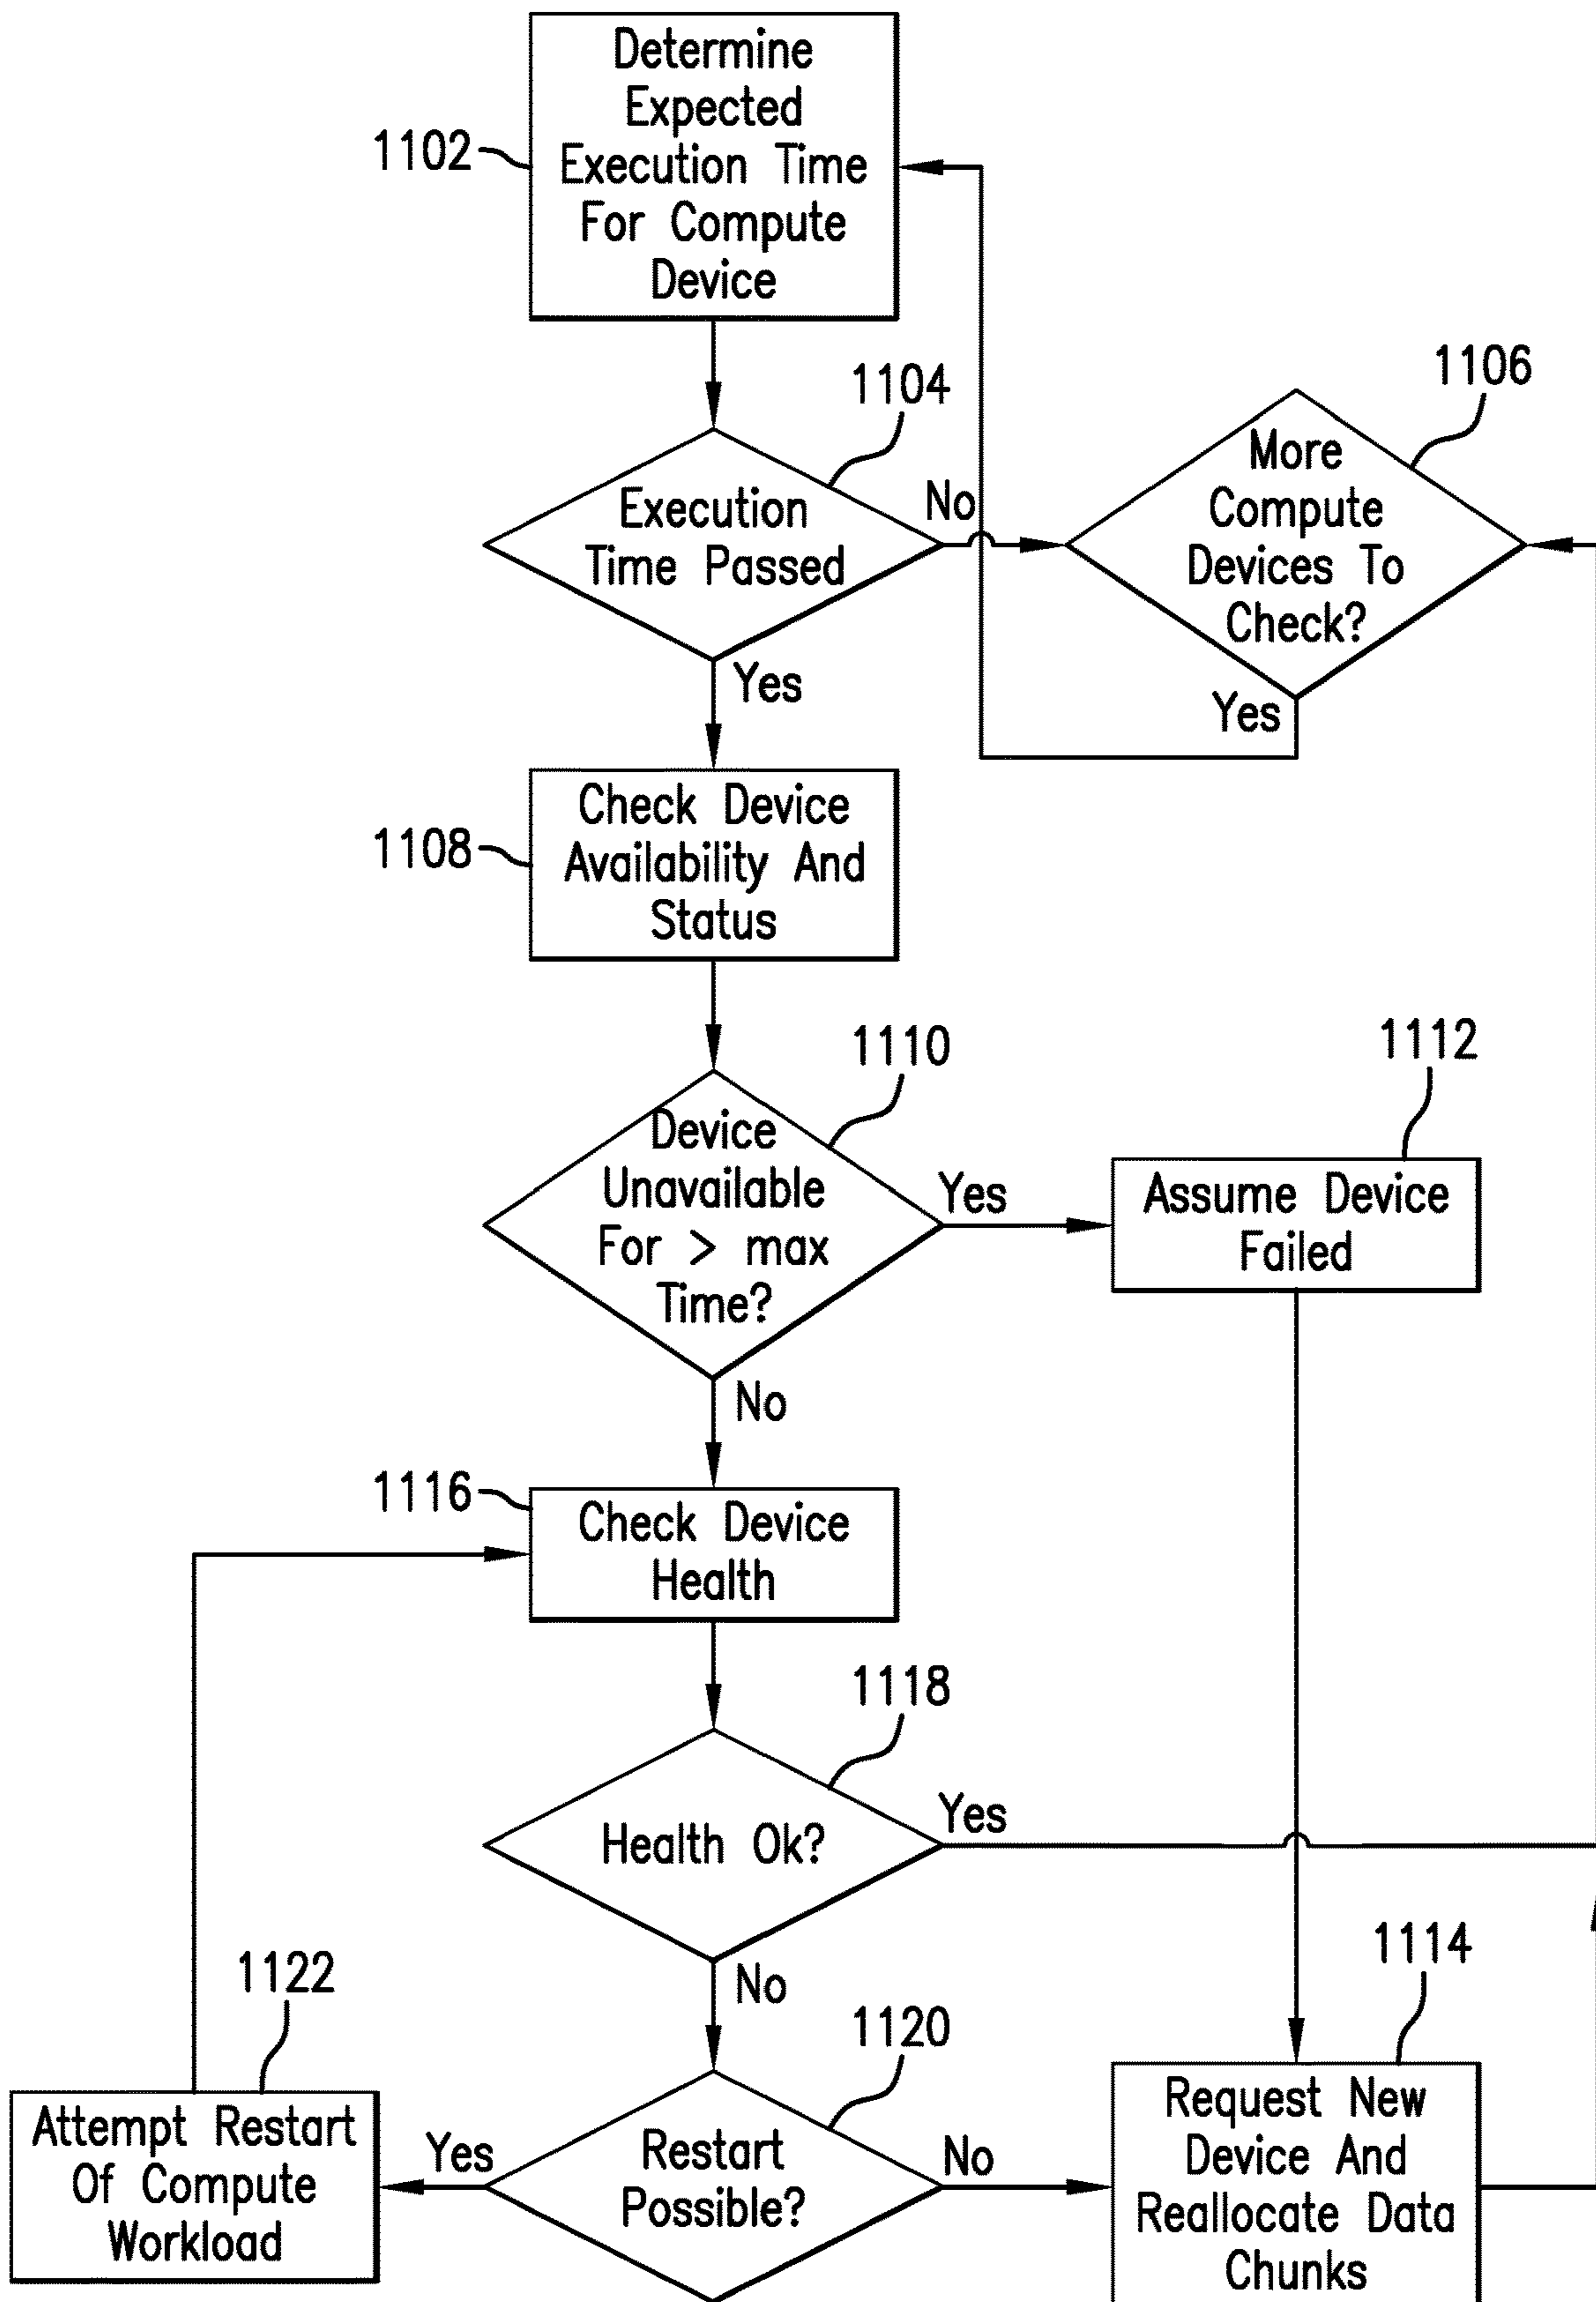 Determine
Expected
Execution Time
For Compute
Device
1102
1104
Execution
Time Passed
No
Yes
1106
More
Compute
Devices To
Check?
Yes
1108
Check Device
Availability And
Status
1110
Device
Unavailable
For > max
Time?
Yes
No
1112
Assume Device
Failed
1116
Check Device
Health
1118
Health Ok?
Yes
No
1120
Restart
Possible?
Yes
No
1122
Attempt Restart
Of Compute
Workload
1114
Request New
Device And
Reallocate Data
Chunks